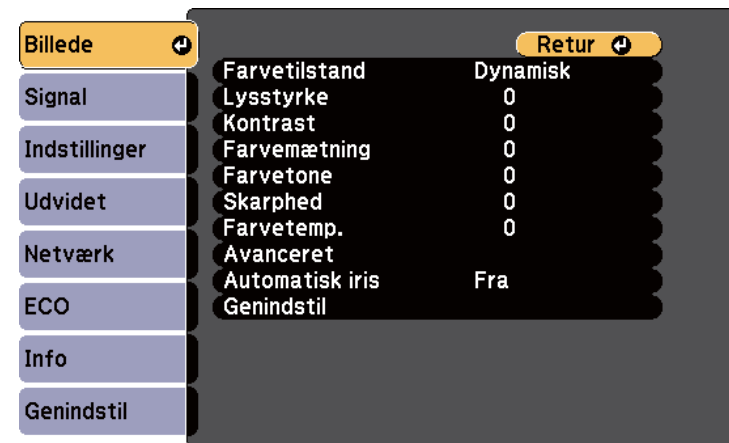 Billede
Signal
Indstillinger
Udvidet
Netværk
ECO
Info
Genindstil
Retur
Farvetilstand Dynamisk
Lysstyrke 0
Kontrast 0
Farvemætning 0
Farvetone 0
Skarphed 0
Farvetemp. 0
Avanceret
Automatisk iris Fra
Genindstil